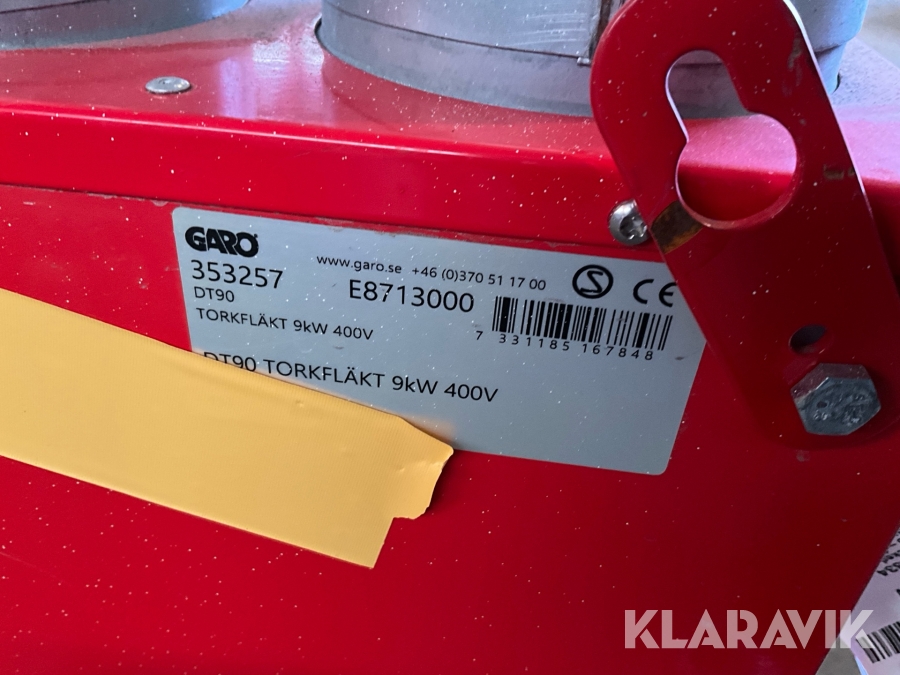 GARO
www.garo.se +46 (0)370 51 17 00
353257
E8713000
DT90
TORKFLÄKT 9kW 400V
7 331185 167848
DT90 TORKFLÄKT 9kW 400V
S CE
KLARAVIK